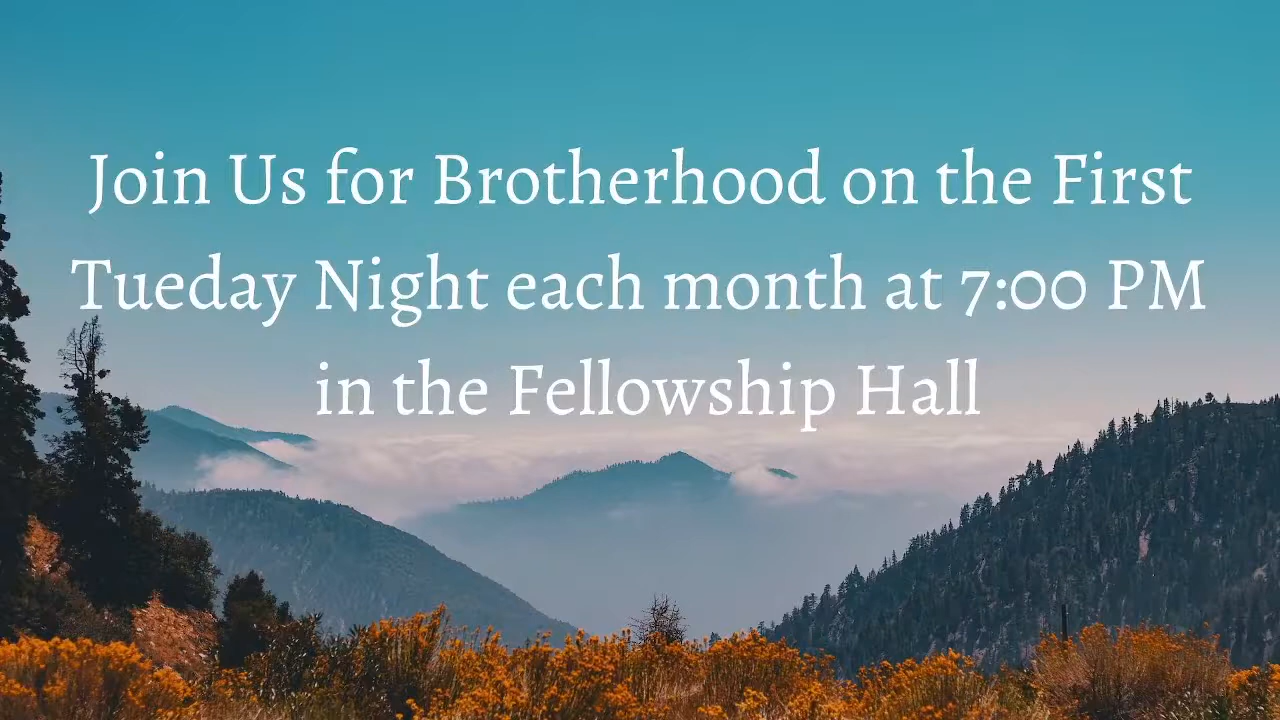 Join Us for Brotherhood on the First
Tueday Night each month at 7:00 PM
in the Fellowship Hall